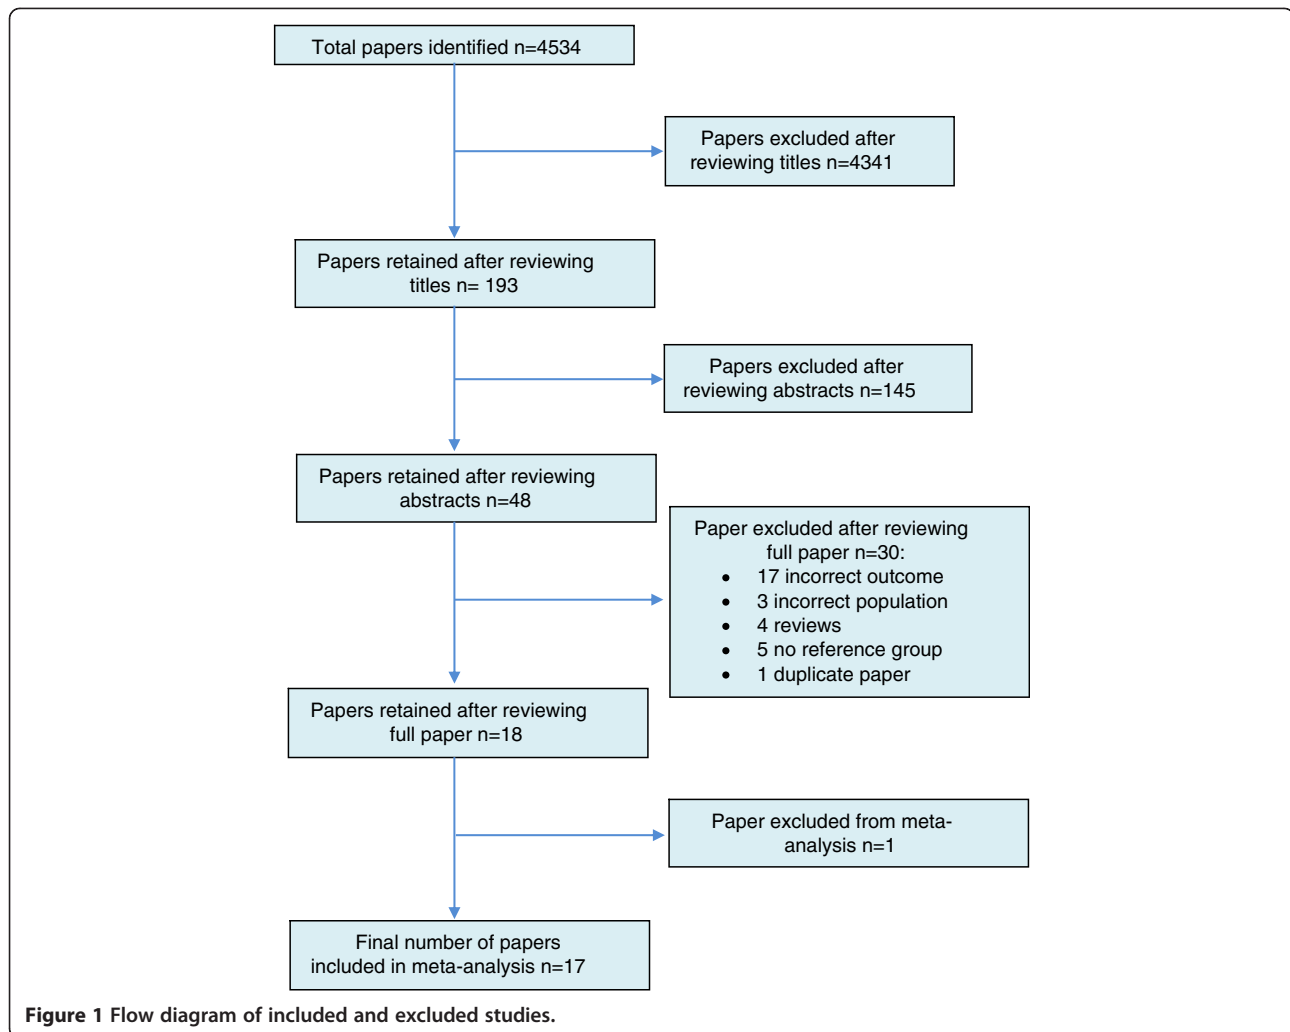 Total papers identified n=4534
Papers excluded after
reviewing titles n=4341
Papers retained after reviewing
titles n= 193
Papers excluded after
reviewing abstracts n=145
Papers retained after reviewing
abstracts n=48
Paper excluded after reviewing
full paper n=30:
• 17 incorrect outcome
• 3 incorrect population
• 4 reviews
• 5 no reference group
• 1 duplicate paper
Papers retained after reviewing
full paper n=18
Paper excluded from meta-
analysis n=1
Final number of papers
included in meta-analysis n=17
Figure 1 Flow diagram of included and excluded studies.